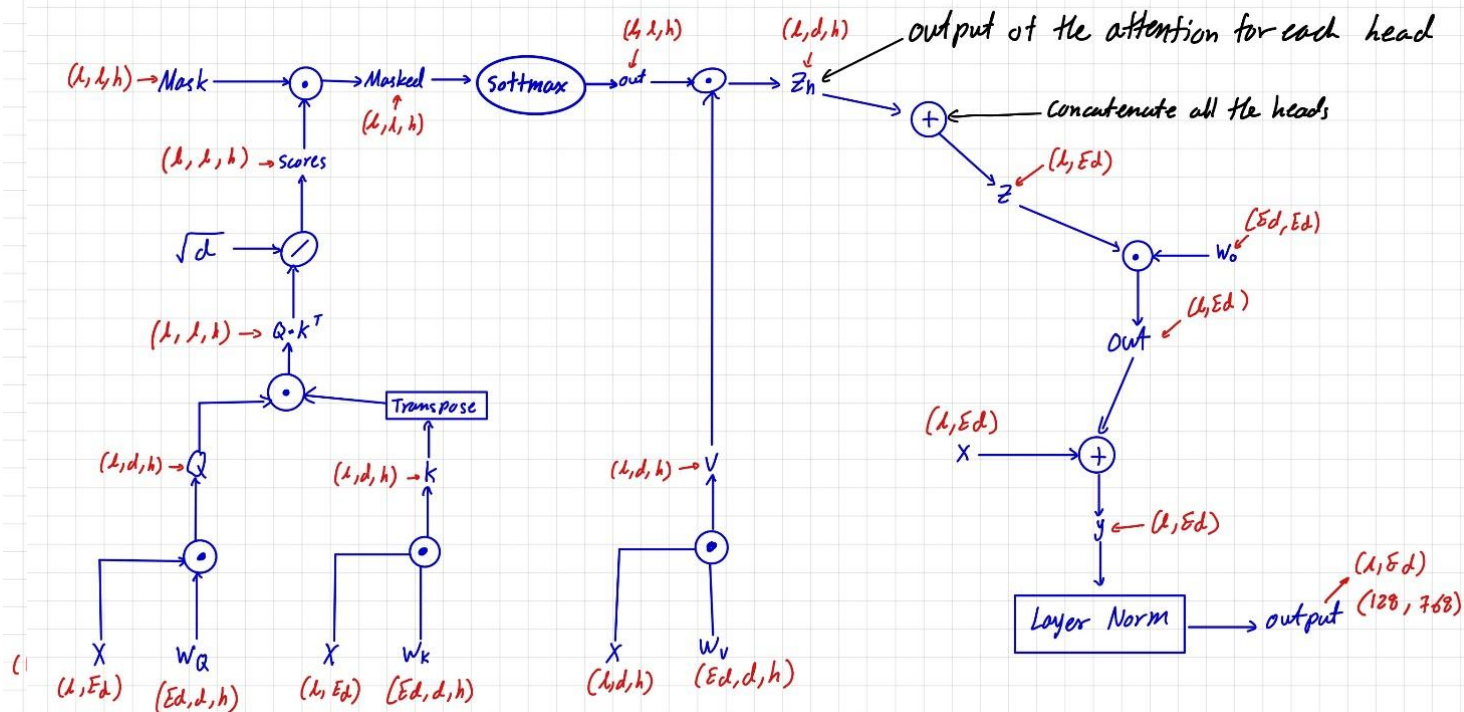 (l, l, h) → Mask
Masked
(l, l, h)
Softmax
(l, l, h)
out
(l, d, h)
Zh
output of the attention for each head
+
concatenate all the heads
(l, l, h) → scores
Z
(l, Ed)
√d
/
W₀
(Ed, Ed)
(l, l, h) → Q·Kᵀ
out
(l, Ed)
Transpose
(l, d, h) → Q
(l, d, h) → k
(l, d, h) → V
(l, Ed)
X
+
y ← (l, Ed)
Layer Norm
output
(l, Ed)
(128, 768)
X
(l, Ed)
WQ
(Ed, d, h)
X
(l, Ed)
WK
(Ed, d, h)
X
(l, d, h)
WV
(Ed, d, h)